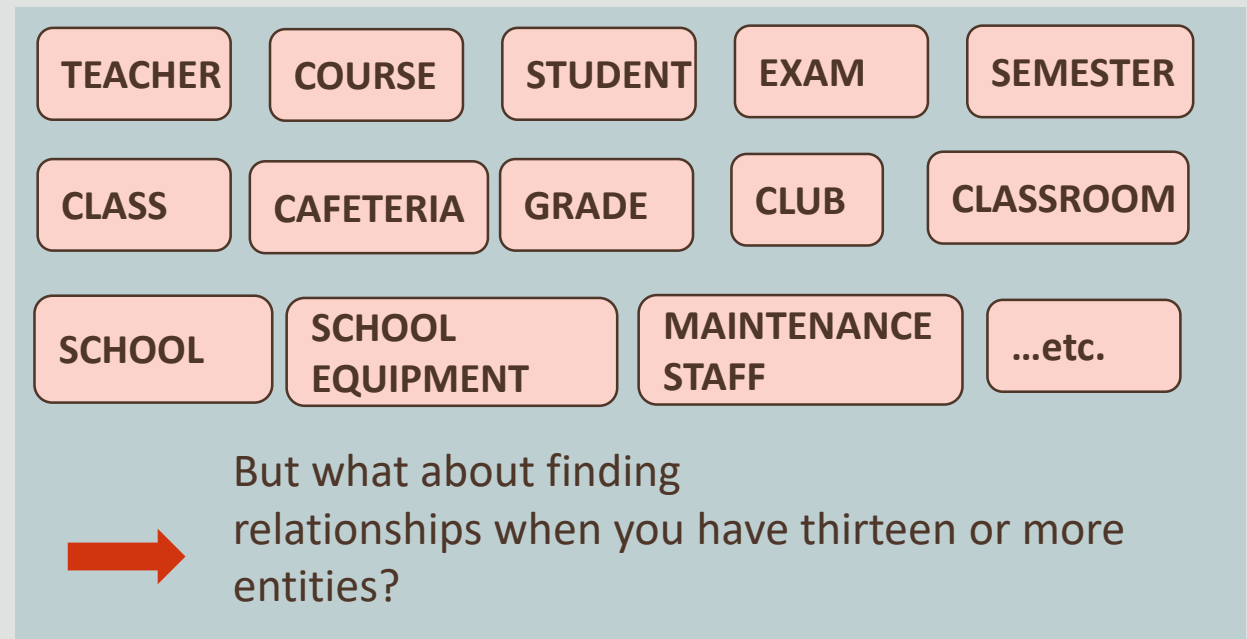 TEACHER
COURSE
STUDENT
EXAM
SEMESTER
CLASS
CAFETERIA
GRADE
CLUB
CLASSROOM
SCHOOL
SCHOOL
EQUIPMENT
MAINTENANCE
STAFF
...etc.
But what about finding
relationships when you have thirteen or more
entities?